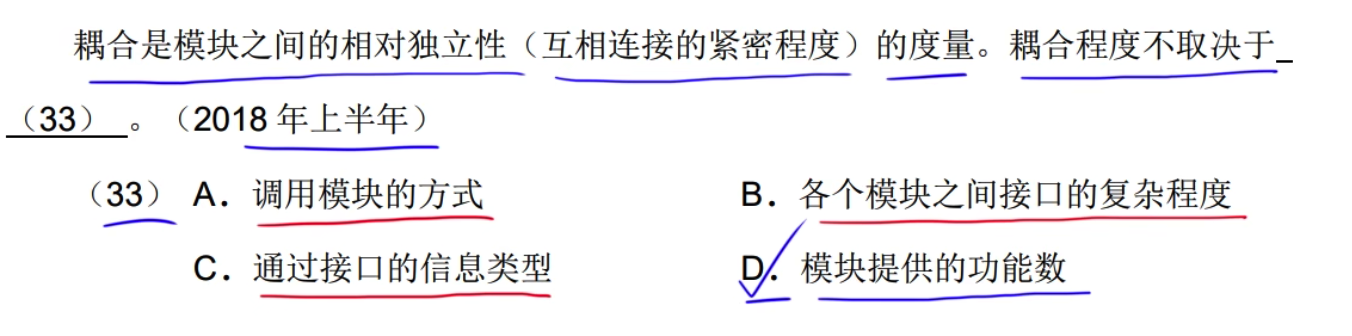 耦合是模块之间的相对独立性（互相连接的紧密程度）的度量。耦合程度不取决于_
（33） 。（2018 年上半年）
（33） A．调用模块的方式 B．各个模块之间接口的复杂程度
C．通过接口的信息类型 D．模块提供的功能数